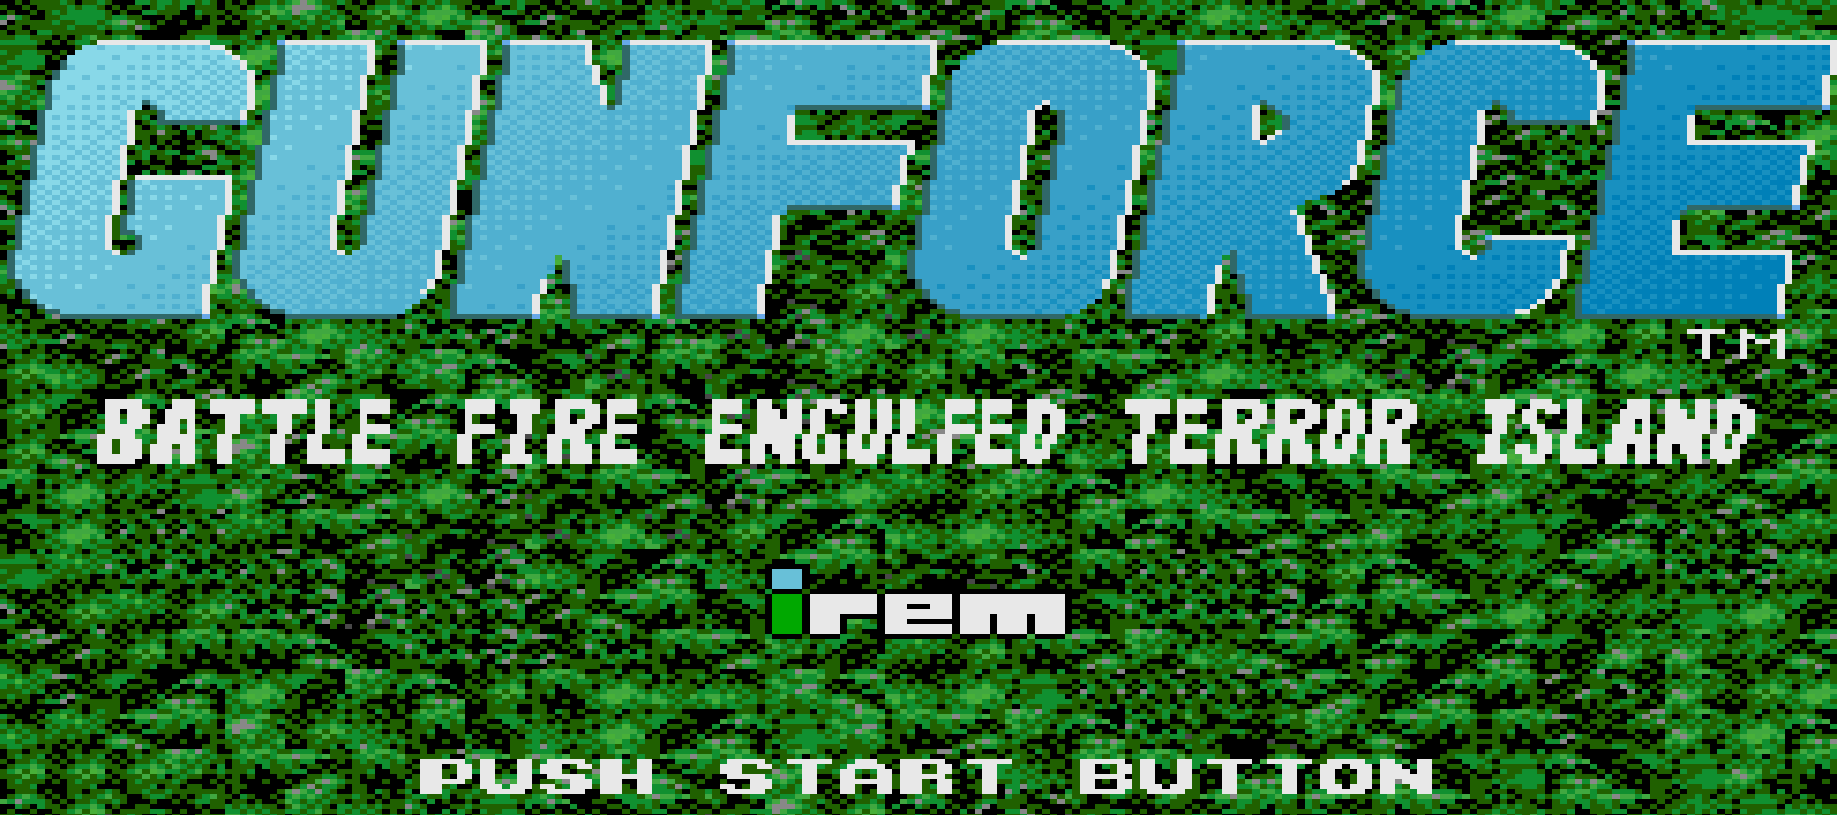 GUNFORCE
TM
BATTLE FIRE ENGULFED TERROR ISLAND
irem
PUSH START BUTTON